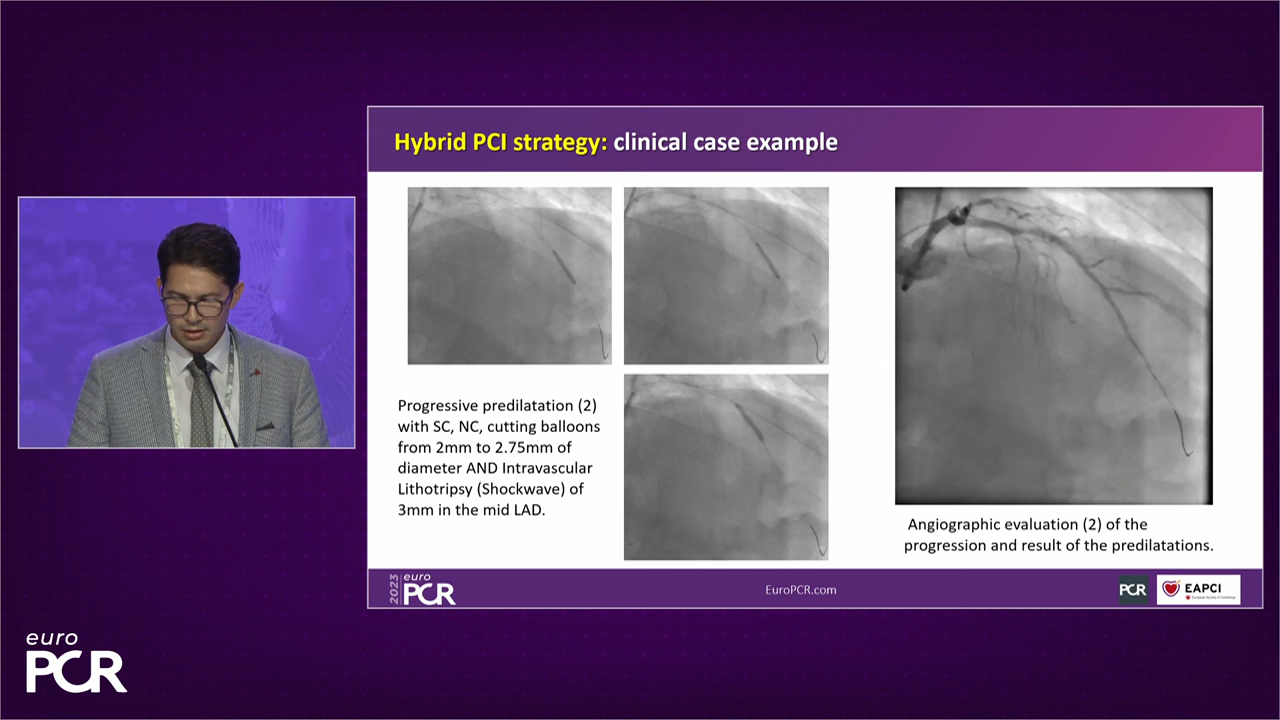 Hybrid PCI strategy: clinical case example
Progressive predilatation (2)
with SC, NC, cutting balloons
from 2mm to 2.75mm of
diameter AND Intravascular
Lithotripsy (Shockwave) of
3mm in the mid LAD.
Angiographic evaluation (2) of the
progression and result of the predilatations.
2023
euro
PCR
EuroPCR.com
PCR
EAPCI
euro
PCR